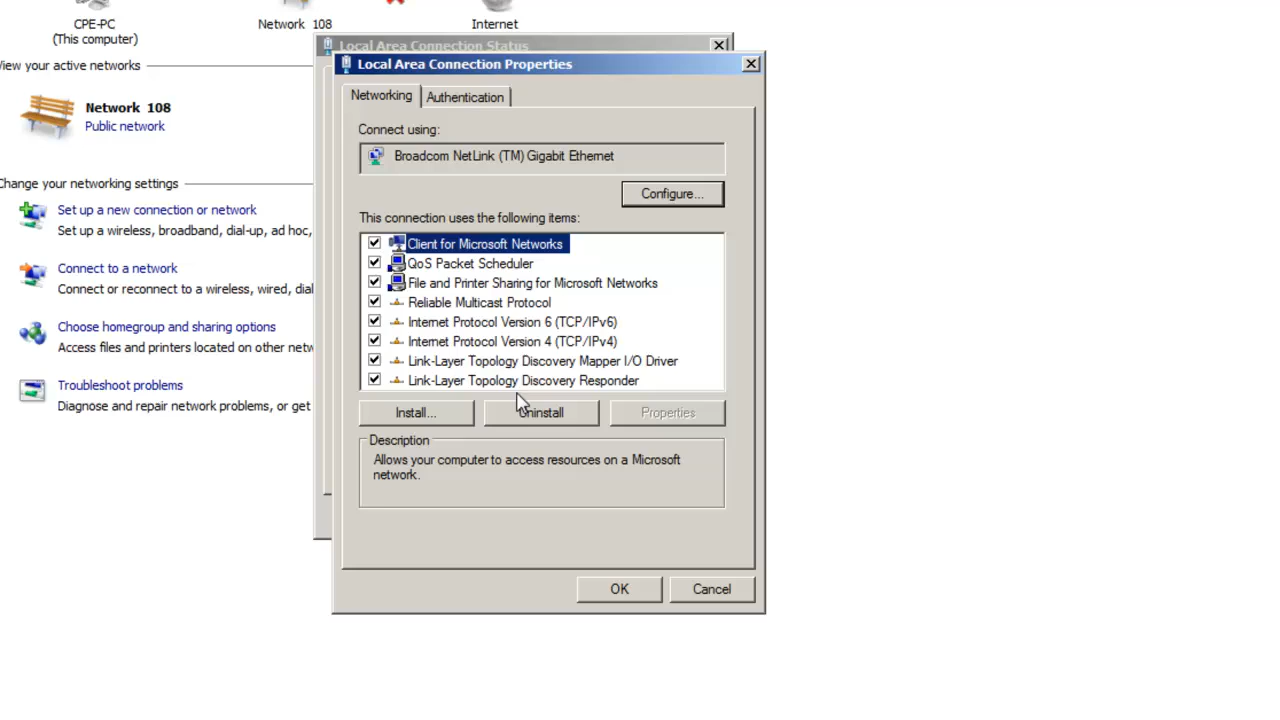 CPE-PC
(This computer)
Network 108
Internet
View your active networks
Network 108
Public network
Change your networking settings
Set up a new connection or network
Set up a wireless, broadband, dial-up, ad hoc,
Connect to a network
Connect or reconnect to a wireless, wired, dial
Choose homegroup and sharing options
Access files and printers located on other netw
Troubleshoot problems
Diagnose and repair network problems, or get
Local Area Connection Status
Local Area Connection Properties
Networking
Authentication
Connect using:
Broadcom NetLink (TM) Gigabit Ethernet
Configure...
This connection uses the following items:
Client for Microsoft Networks
QoS Packet Scheduler
File and Printer Sharing for Microsoft Networks
Reliable Multicast Protocol
Internet Protocol Version 6 (TCP/IPv6)
Internet Protocol Version 4 (TCP/IPv4)
Link-Layer Topology Discovery Mapper I/O Driver
Link-Layer Topology Discovery Responder
Install...
Uninstall
Properties
Description
Allows your computer to access resources on a Microsoft
network.
OK
Cancel